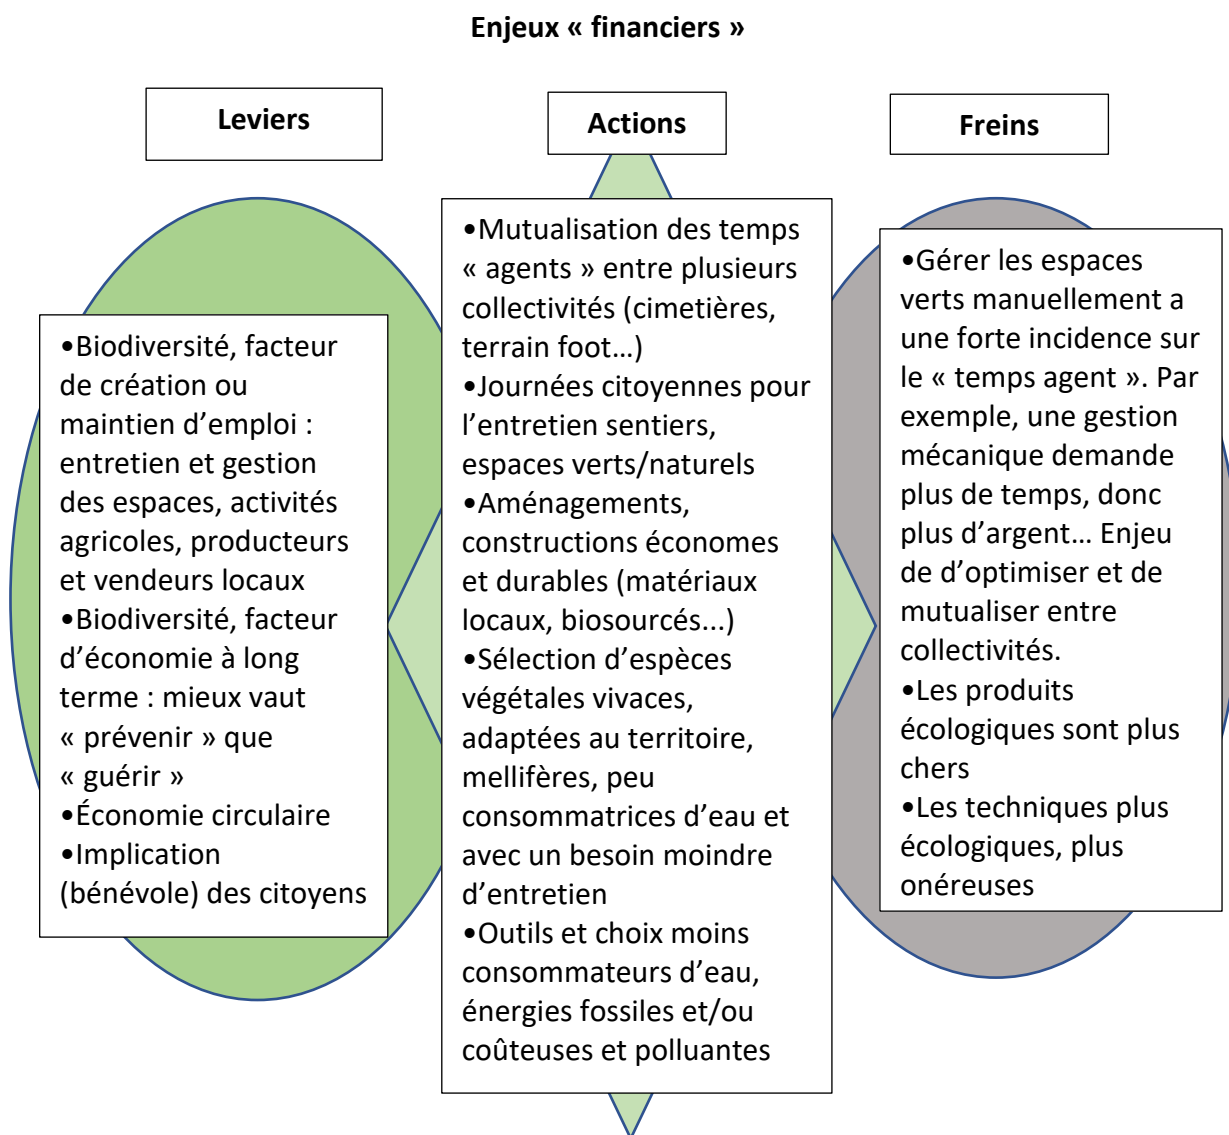 Enjeux « financiers »
Leviers
Actions
Freins
•Biodiversité, facteur
de création ou
maintien d’emploi :
entretien et gestion
des espaces, activités
agricoles, producteurs
et vendeurs locaux
•Biodiversité, facteur
d’économie à long
terme : mieux vaut
« prévenir » que
« guérir »
•Économie circulaire
•Implication
(bénévole) des citoyens
•Mutualisation des temps
« agents » entre plusieurs
collectivités (cimetières,
terrain foot…)
•Journées citoyennes pour
l’entretien sentiers,
espaces verts/naturels
•Aménagements,
constructions économes
et durables (matériaux
locaux, biosourcés...)
•Sélection d’espèces
végétales vivaces,
adaptées au territoire,
mellifères, peu
consommatrices d’eau et
avec un besoin moindre
d’entretien
•Outils et choix moins
consommateurs d’eau,
énergies fossiles et/ou
coûteuses et polluantes
•Gérer les espaces
verts manuellement a
une forte incidence sur
le « temps agent ». Par
exemple, une gestion
mécanique demande
plus de temps, donc
plus d’argent… Enjeu
de d’optimiser et de
mutualiser entre
collectivités.
•Les produits
écologiques sont plus
chers
•Les techniques plus
écologiques, plus
onéreuses